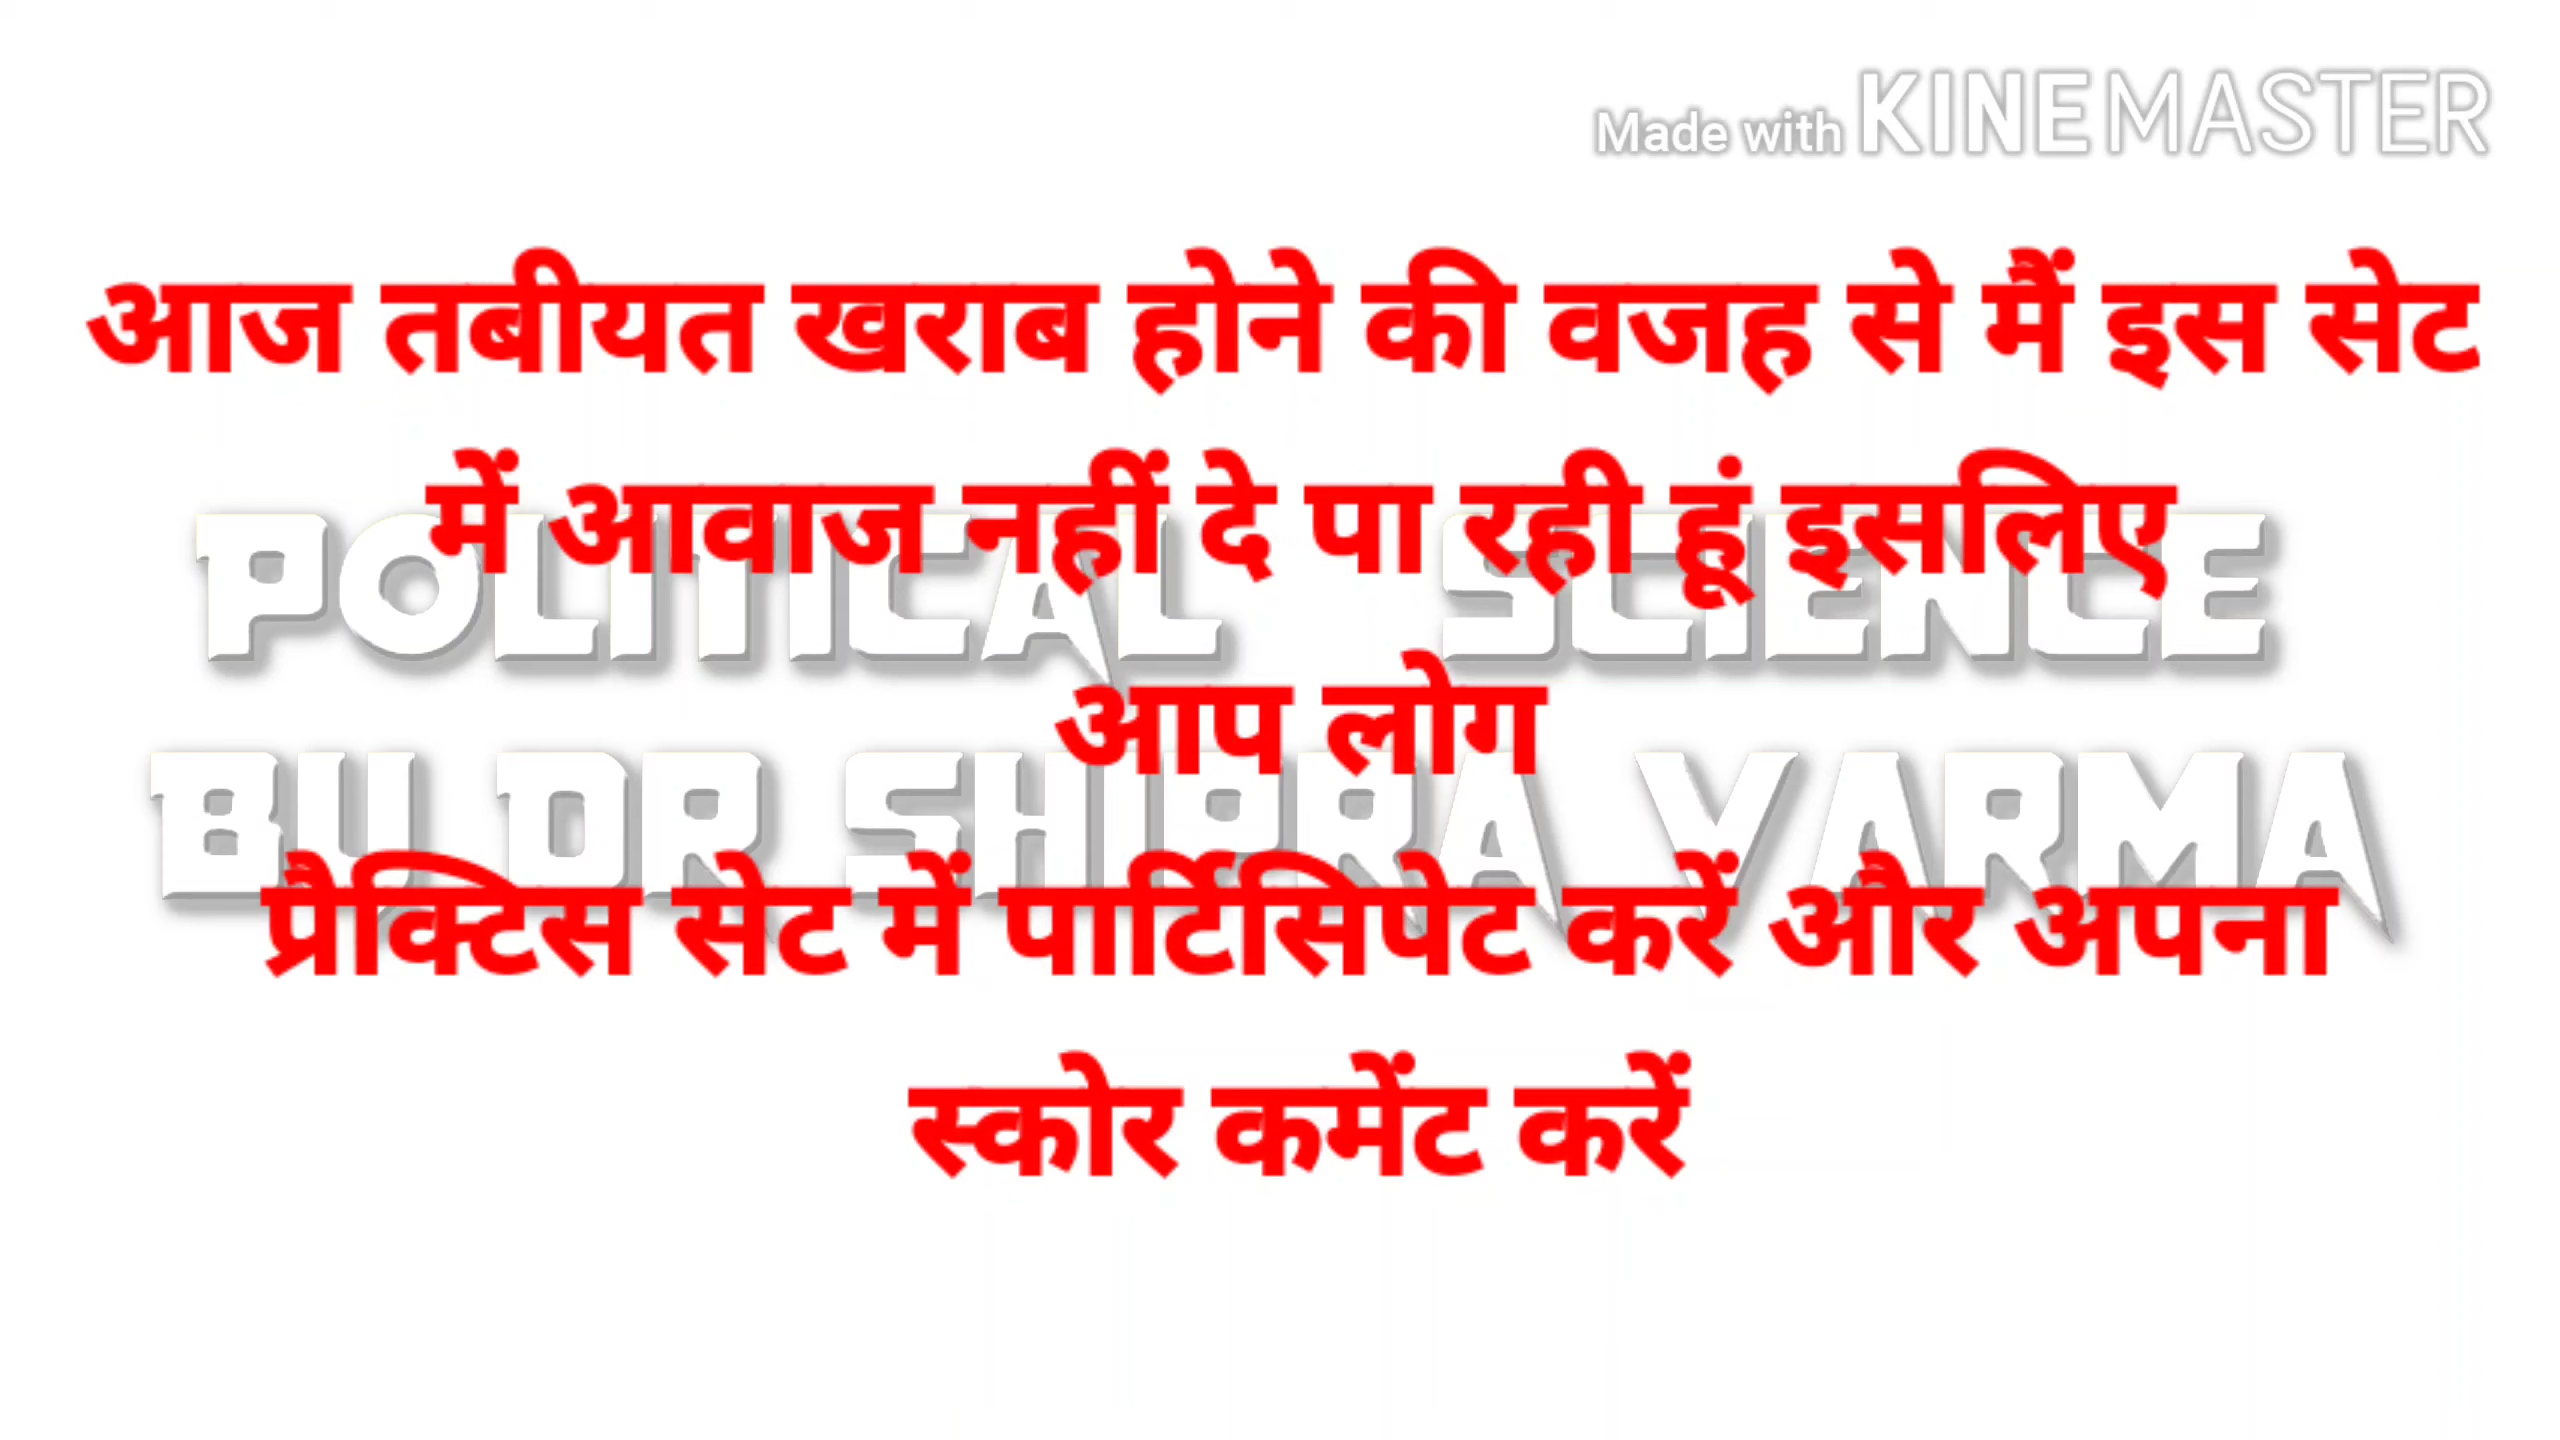 Made with KINEMASTER
आज तबीयत खराब होने की वजह से मैं इस सेट
में आवाज नहीं दे पा रही हूं इसलिए
POLITICAL SCIENCE
आप लोग
BY DR SHIPRA VARMA
प्रैक्टिस सेट में पार्टिसिपेट करें और अपना
स्कोर कमेंट करें